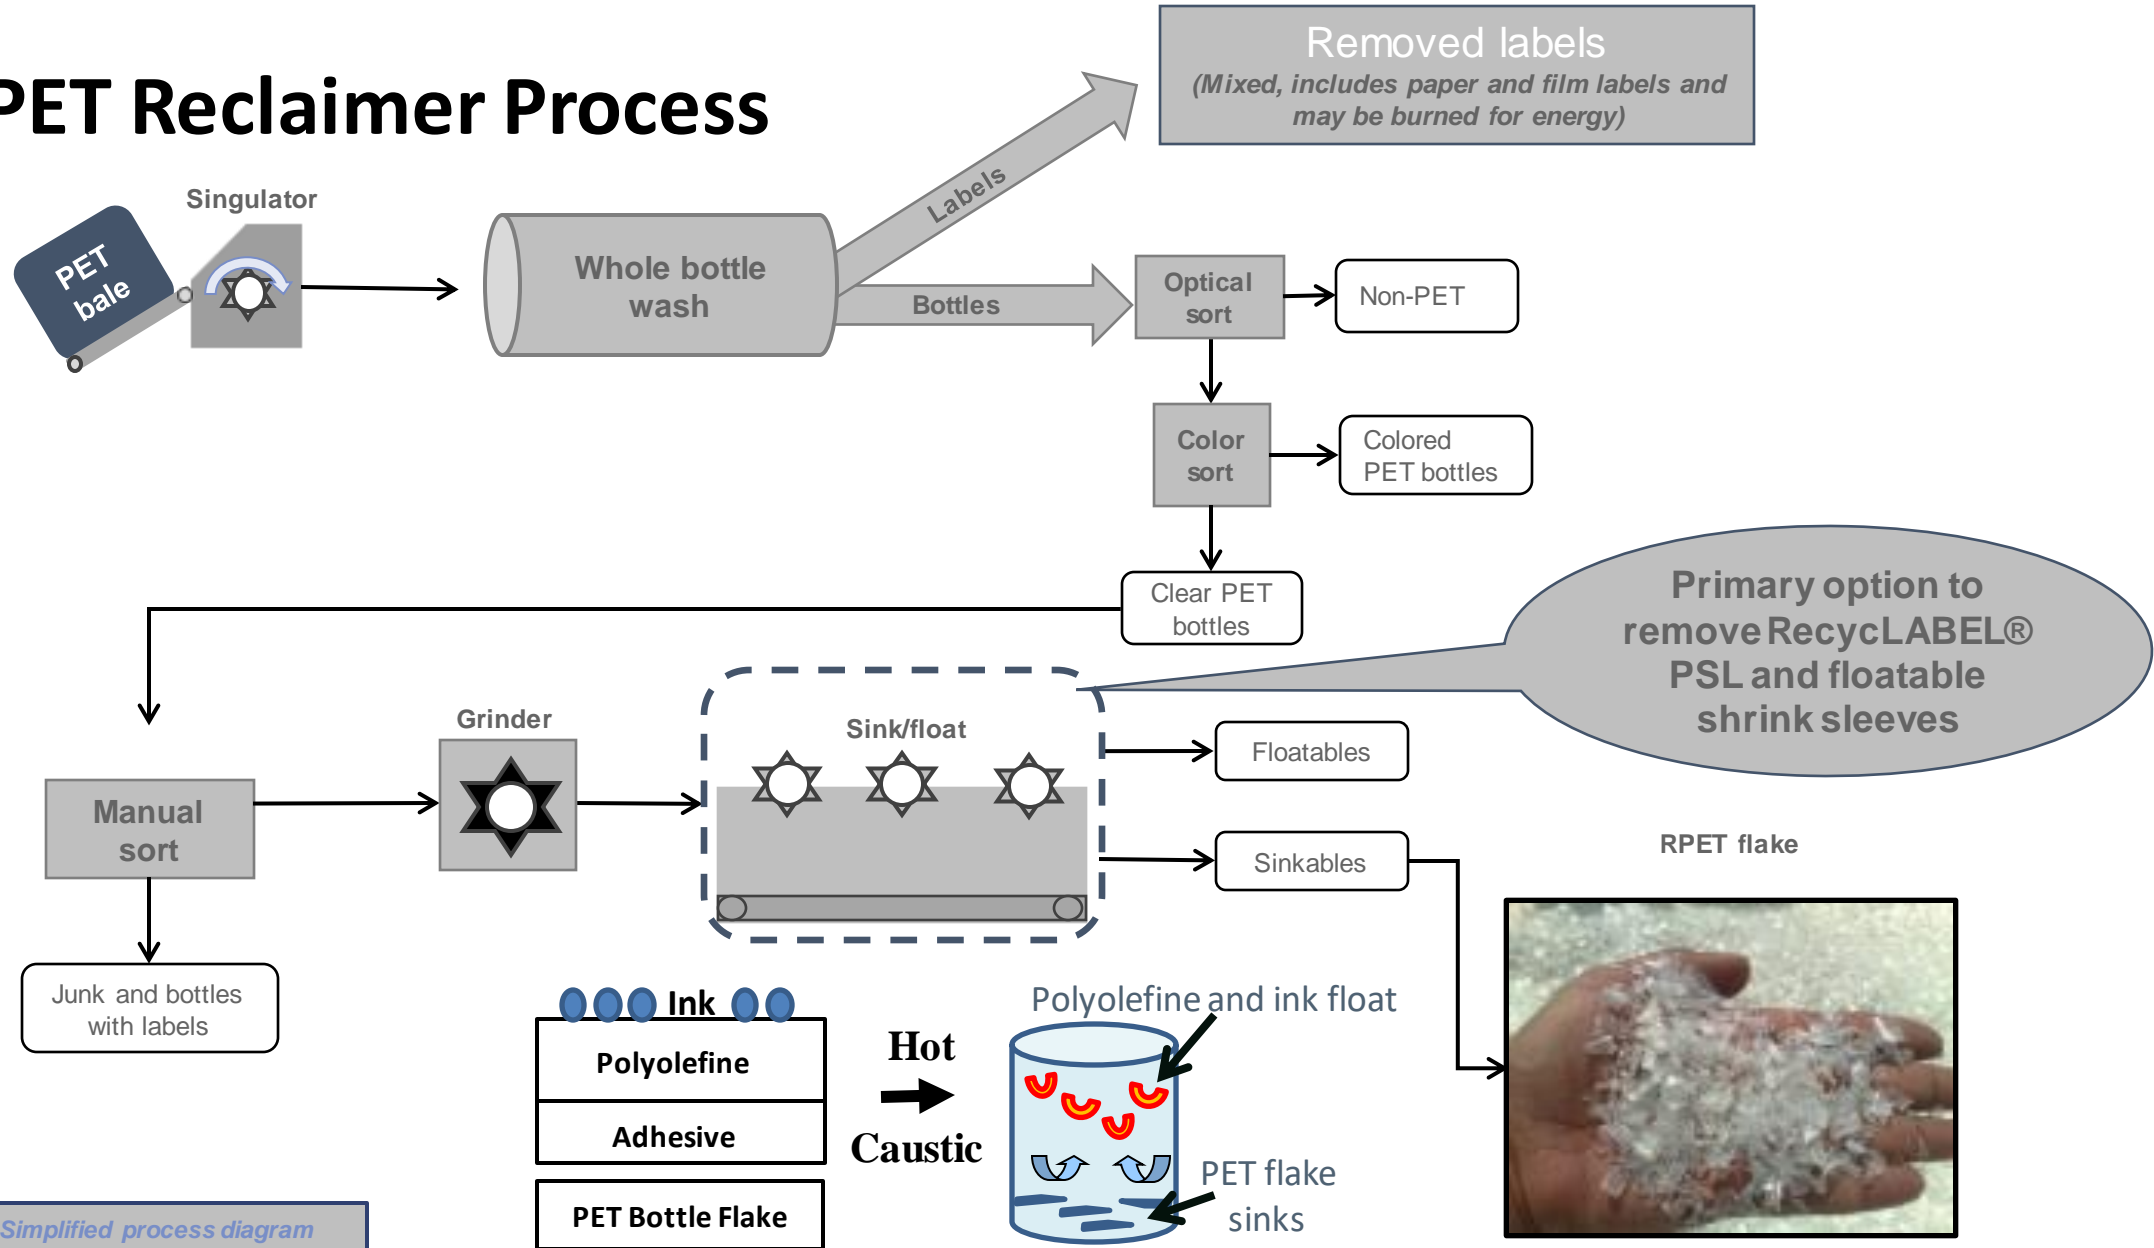 PET Reclaimer Process
Removed labels
(Mixed, includes paper and film labels and
may be burned for energy)
Singulator
PET
bale
Whole bottle
wash
Labels
Bottles
Optical
sort
Non-PET
Color
sort
Colored
PET bottles
Clear PET
bottles
Primary option to
remove RecycLABEL®
PSL and floatable
shrink sleeves
Manual
sort
Grinder
Sink/float
Floatables
Sinkables
RPET flake
Junk and bottles
with labels
Ink
Polyolefine
Adhesive
PET Bottle Flake
Hot
Caustic
Polyolefine and ink float
PET flake
sinks
Simplified process diagram